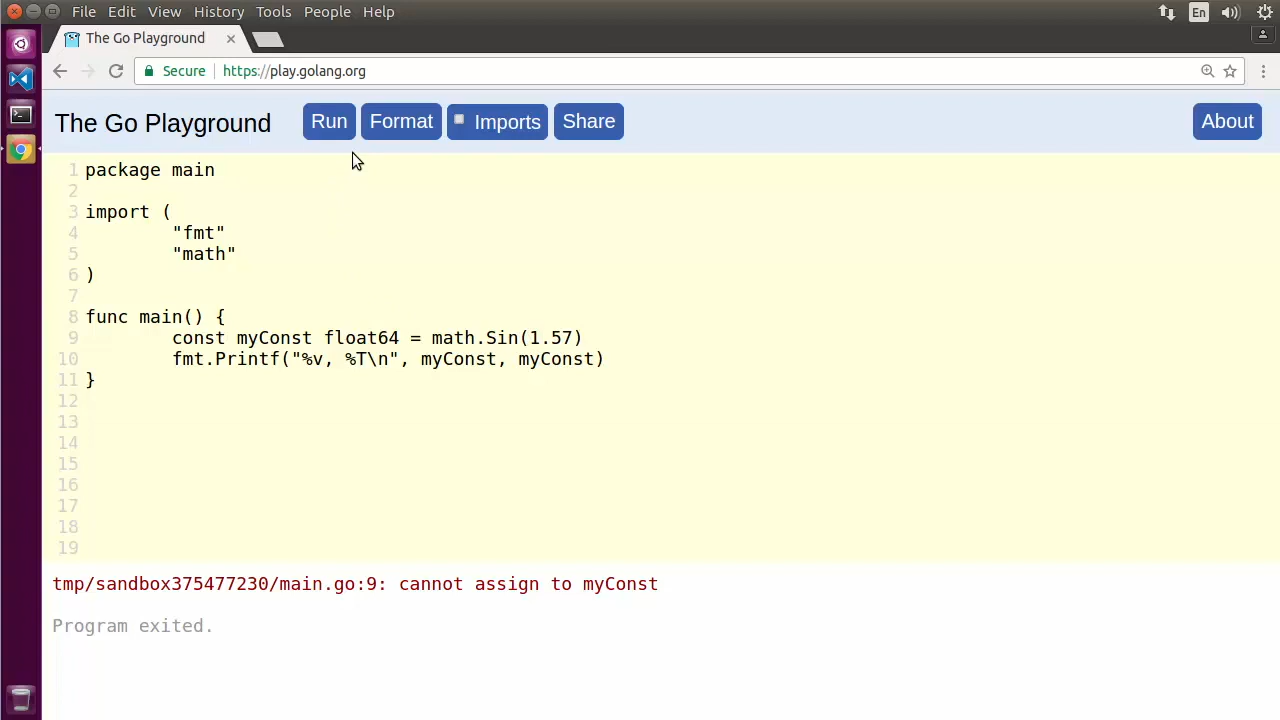 File Edit View History Tools People Help
En
The Go Playground
Secure https://play.golang.org
The Go Playground Run Format Imports Share About
1 package main
2
3 import (
4 "fmt"
5 "math"
6 )
7
8 func main() {
9 const myConst float64 = math.Sin(1.57)
10 fmt.Printf("%v, %T\n", myConst, myConst)
11 }
12
13
14
15
16
17
18
19
tmp/sandbox375477230/main.go:9: cannot assign to myConst
Program exited.